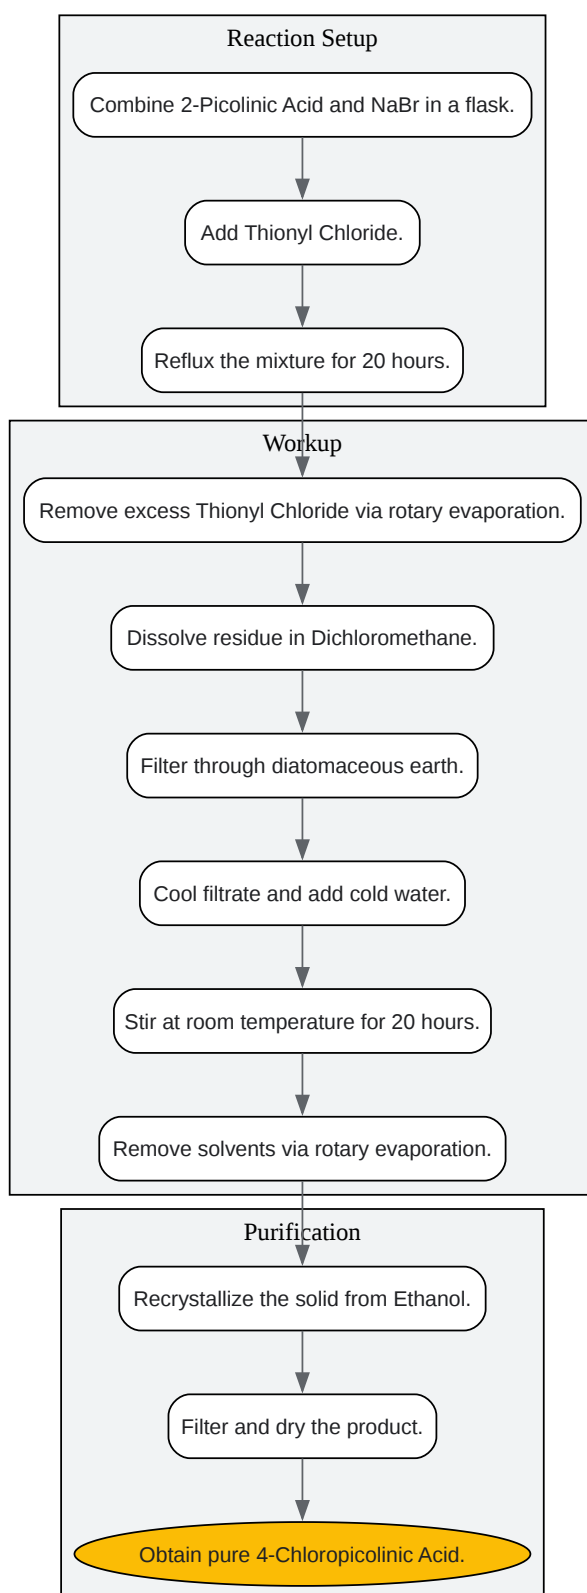 Reaction Setup
Combine 2-Picolinic Acid and NaBr in a flask.
Add Thionyl Chloride.
Reflux the mixture for 20 hours.
Workup
Remove excess Thionyl Chloride via rotary evaporation.
Dissolve residue in Dichloromethane.
Filter through diatomaceous earth.
Cool filtrate and add cold water.
Stir at room temperature for 20 hours.
Remove solvents via rotary evaporation.
Purification
Recrystallize the solid from Ethanol.
Filter and dry the product.
Obtain pure 4-Chloropicolinic Acid.